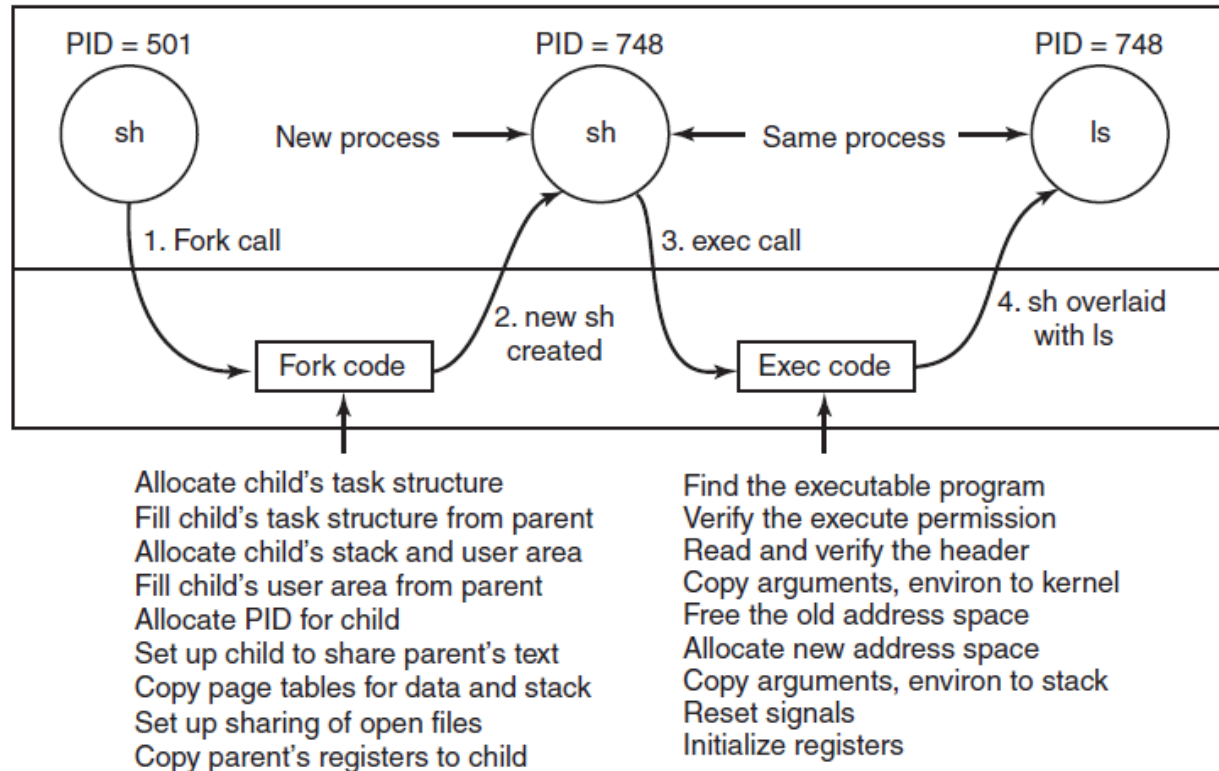 PID = 501
PID = 748
PID = 748
sh
New process
sh
Same process
ls
1. Fork call
3. exec call
2. new sh
created
4. sh overlaid
with ls
Fork code
Exec code
Allocate child's task structure
Fill child's task structure from parent
Allocate child's stack and user area
Fill child's user area from parent
Allocate PID for child
Set up child to share parent's text
Copy page tables for data and stack
Set up sharing of open files
Copy parent's registers to child
Find the executable program
Verify the execute permission
Read and verify the header
Copy arguments, environ to kernel
Free the old address space
Allocate new address space
Copy arguments, environ to stack
Reset signals
Initialize registers